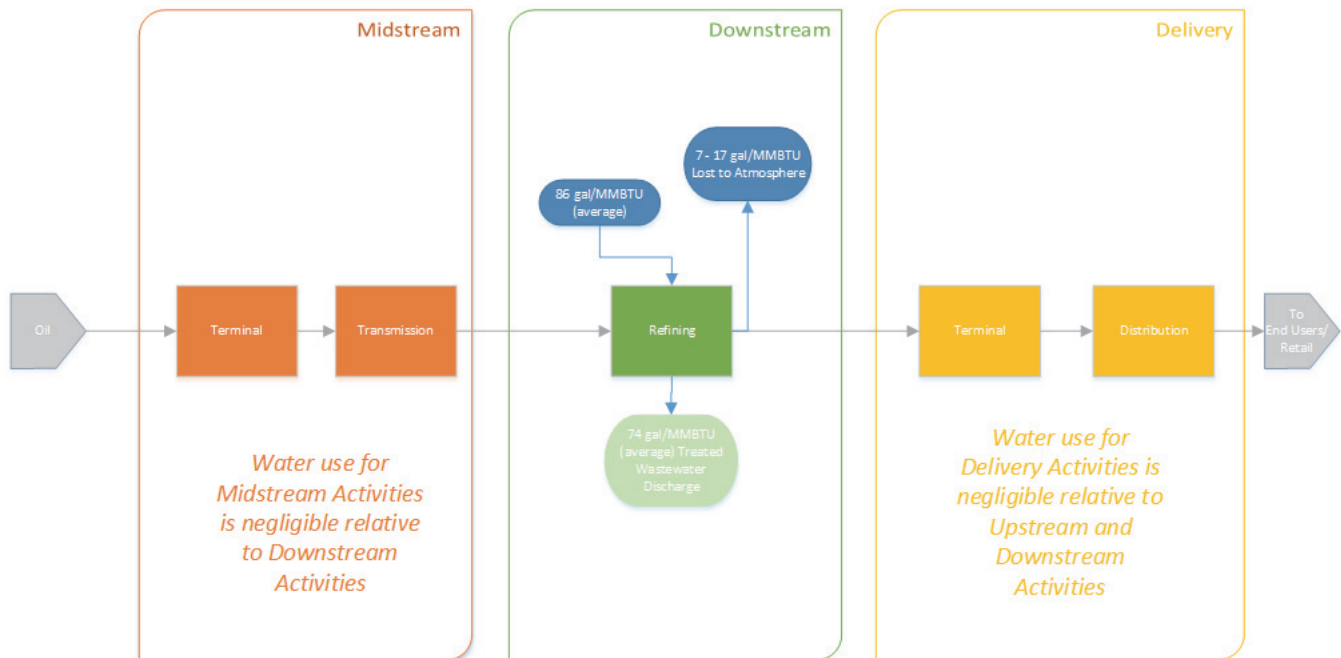 Midstream
Downstream
Delivery
7 - 17 gal/MMBTU
Lost to Atmosphere
86 gal/MMBTU
(average)
Oil
Terminal
Transmission
Refining
Terminal
Distribution
To
End Users/
Retail
74 gal/MMBTU
(average) Treated
Wastewater
Discharge
Water use for
Midstream Activities
is negligible relative
to Downstream
Activities
Water use for
Delivery Activities is
negligible relative to
Upstream and
Downstream
Activities